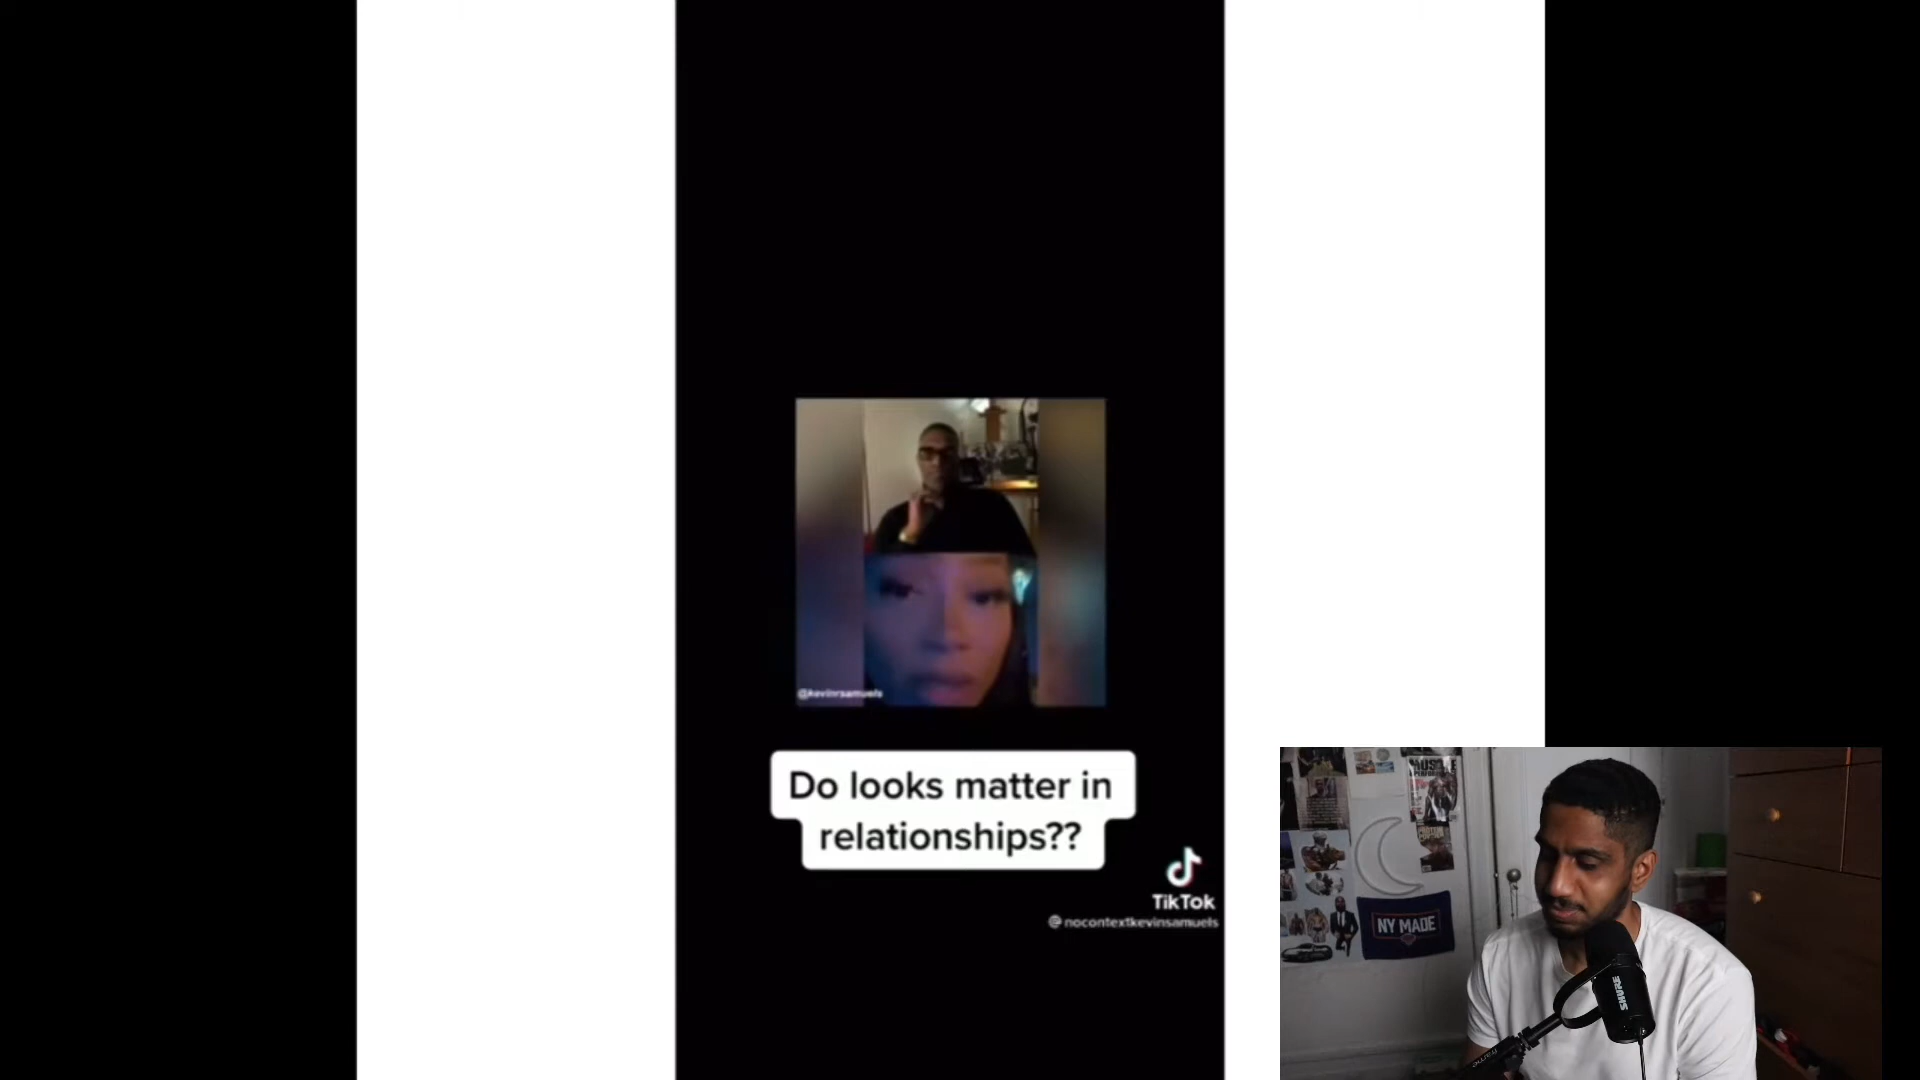 @kevinrsamuels
Do looks matter in
relationships??
TikTok
@nocontextkevinsamuels
NY MADE
SHURE